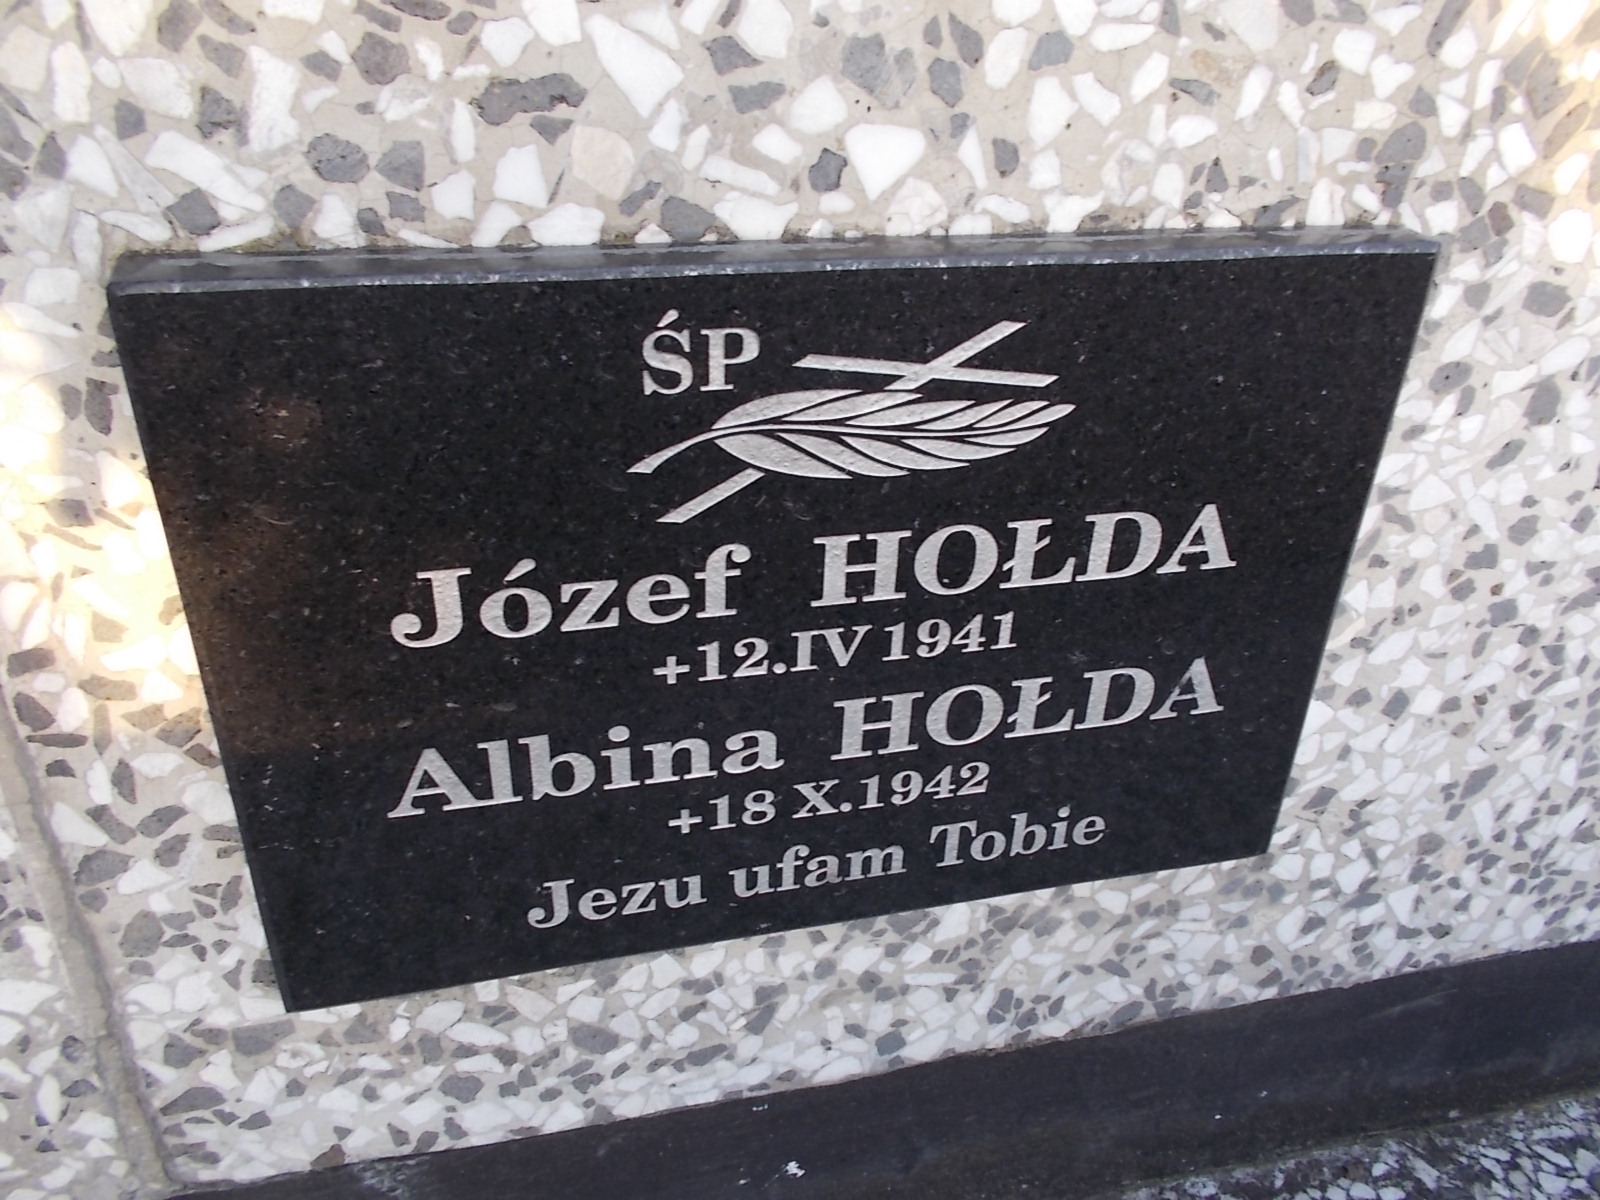 ŚP
Józef HOŁDA
+12.IV 1941
Albina HOŁDA
+18 X.1942
Jezu ufam Tobie